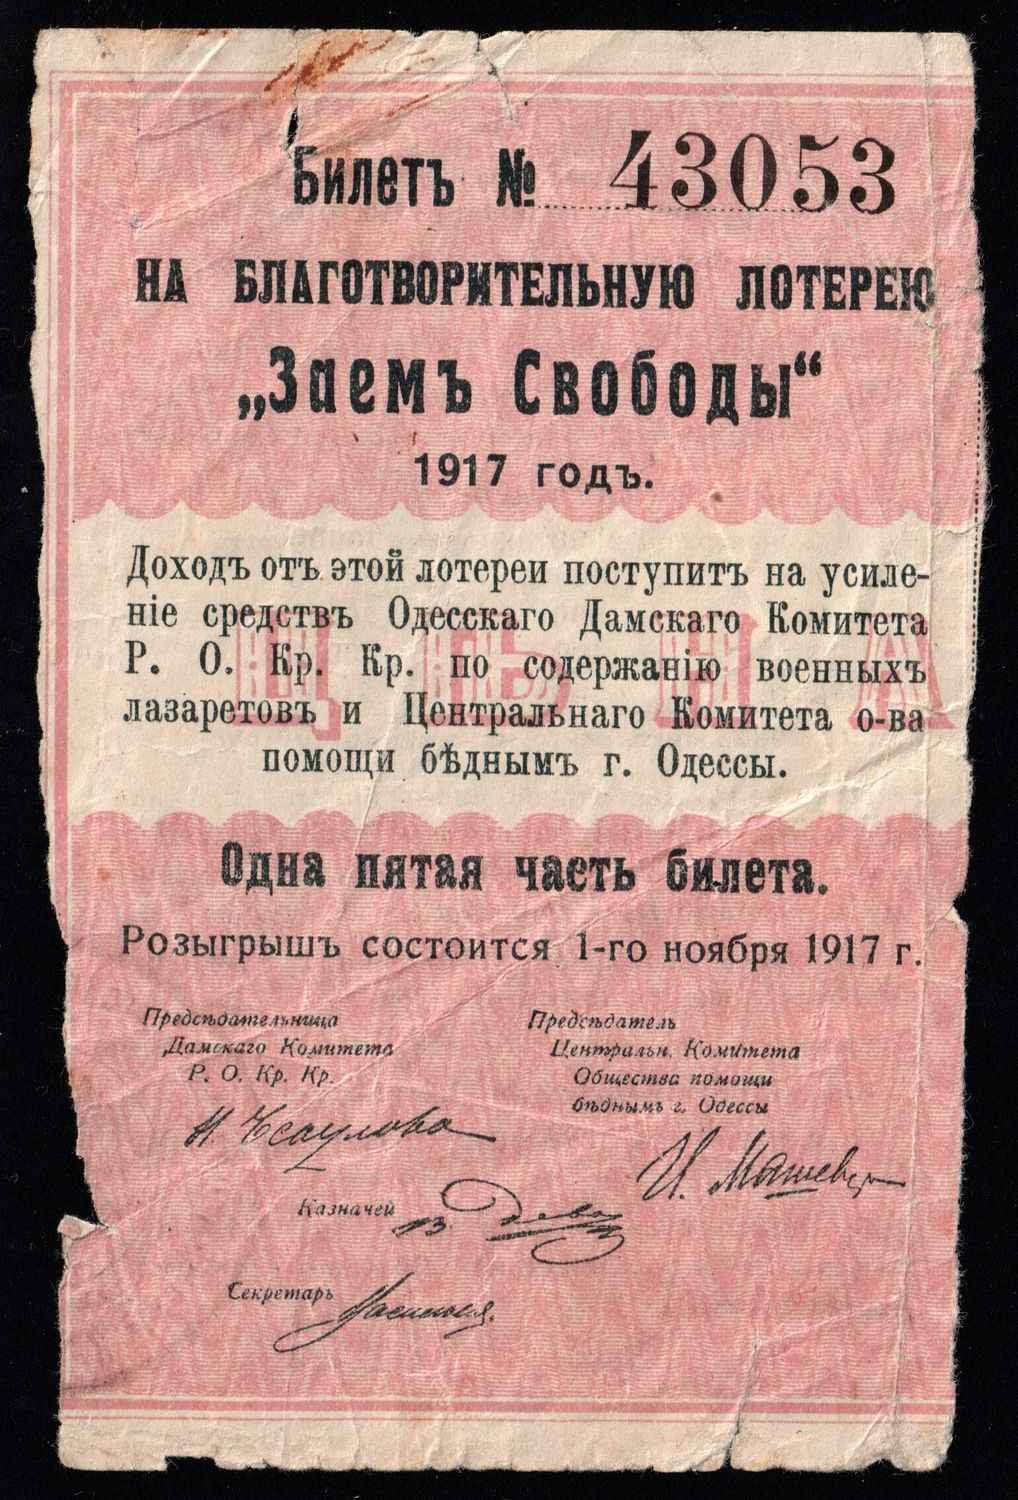 Билетъ № 43053
НА БЛАГОТВОРИТЕЛЬНУЮ ЛОТЕРЕЮ
„Заемъ Свободы“
1917 годъ.
Доходъ отъ этой лотереи поступитъ на усиле-
ніе средствъ Одесскаго Дамскаго Комитета
Р. О. Кр. Кр. по содержанію военныхъ
лазаретовъ и Центральнаго Комитета о-ва
помощи бѣднымъ г. Одессы.
ЦѢНА
Одна пятая часть билета.
Розыгрышъ состоится 1-го ноября 1917 г.
Предсѣдательница
Дамскаго Комитета
Р. О. Кр. Кр.
Предсѣдатель
Центральн. Комитета
Общества помощи
бѣднымъ г. Одессы
Н. Эсаулова
И.
Казначей
Секретарь